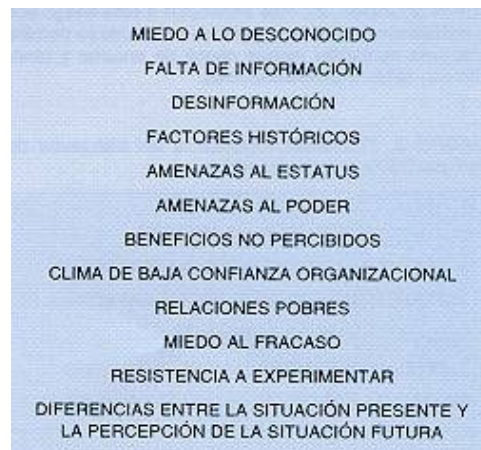 MIEDO A LO DESCONOCIDO
FALTA DE INFORMACIÓN
DESINFORMACIÓN
FACTORES HISTÓRICOS
AMENAZAS AL ESTATUS
AMENAZAS AL PODER
BENEFICIOS NO PERCIBIDOS
CLIMA DE BAJA CONFIANZA ORGANIZACIONAL
RELACIONES POBRES
MIEDO AL FRACASO
RESISTENCIA A EXPERIMENTAR
DIFERENCIAS ENTRE LA SITUACIÓN PRESENTE Y
LA PERCEPCIÓN DE LA SITUACIÓN FUTURA